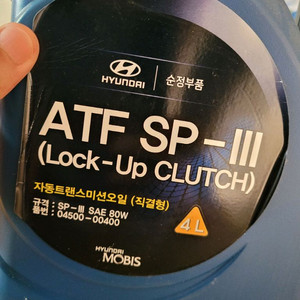 HYUNDAI 순정부품
ATF SP-III
(Lock-Up CLUTCH)
자동트랜스미션오일 (직결형)
규격 : SP-III SAE 80W
품번 : 04500-00400
4L
HYUNDAI
MOBIS